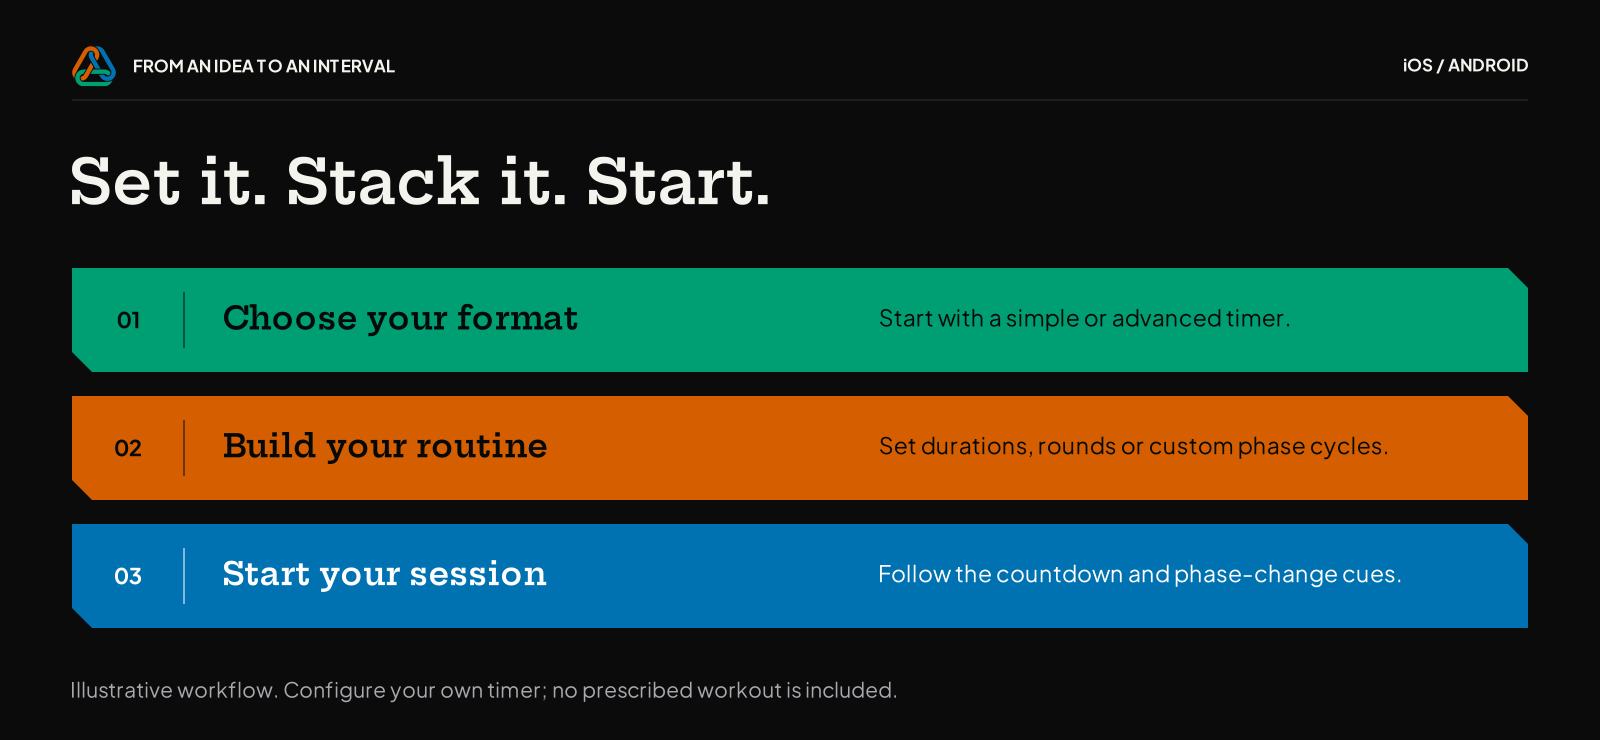 FROM AN IDEA TO AN INTERVAL
iOS / ANDROID
Set it. Stack it. Start.
01
Choose your format
Start with a simple or advanced timer.
02
Build your routine
Set durations, rounds or custom phase cycles.
03
Start your session
Follow the countdown and phase-change cues.
Illustrative workflow. Configure your own timer; no prescribed workout is included.